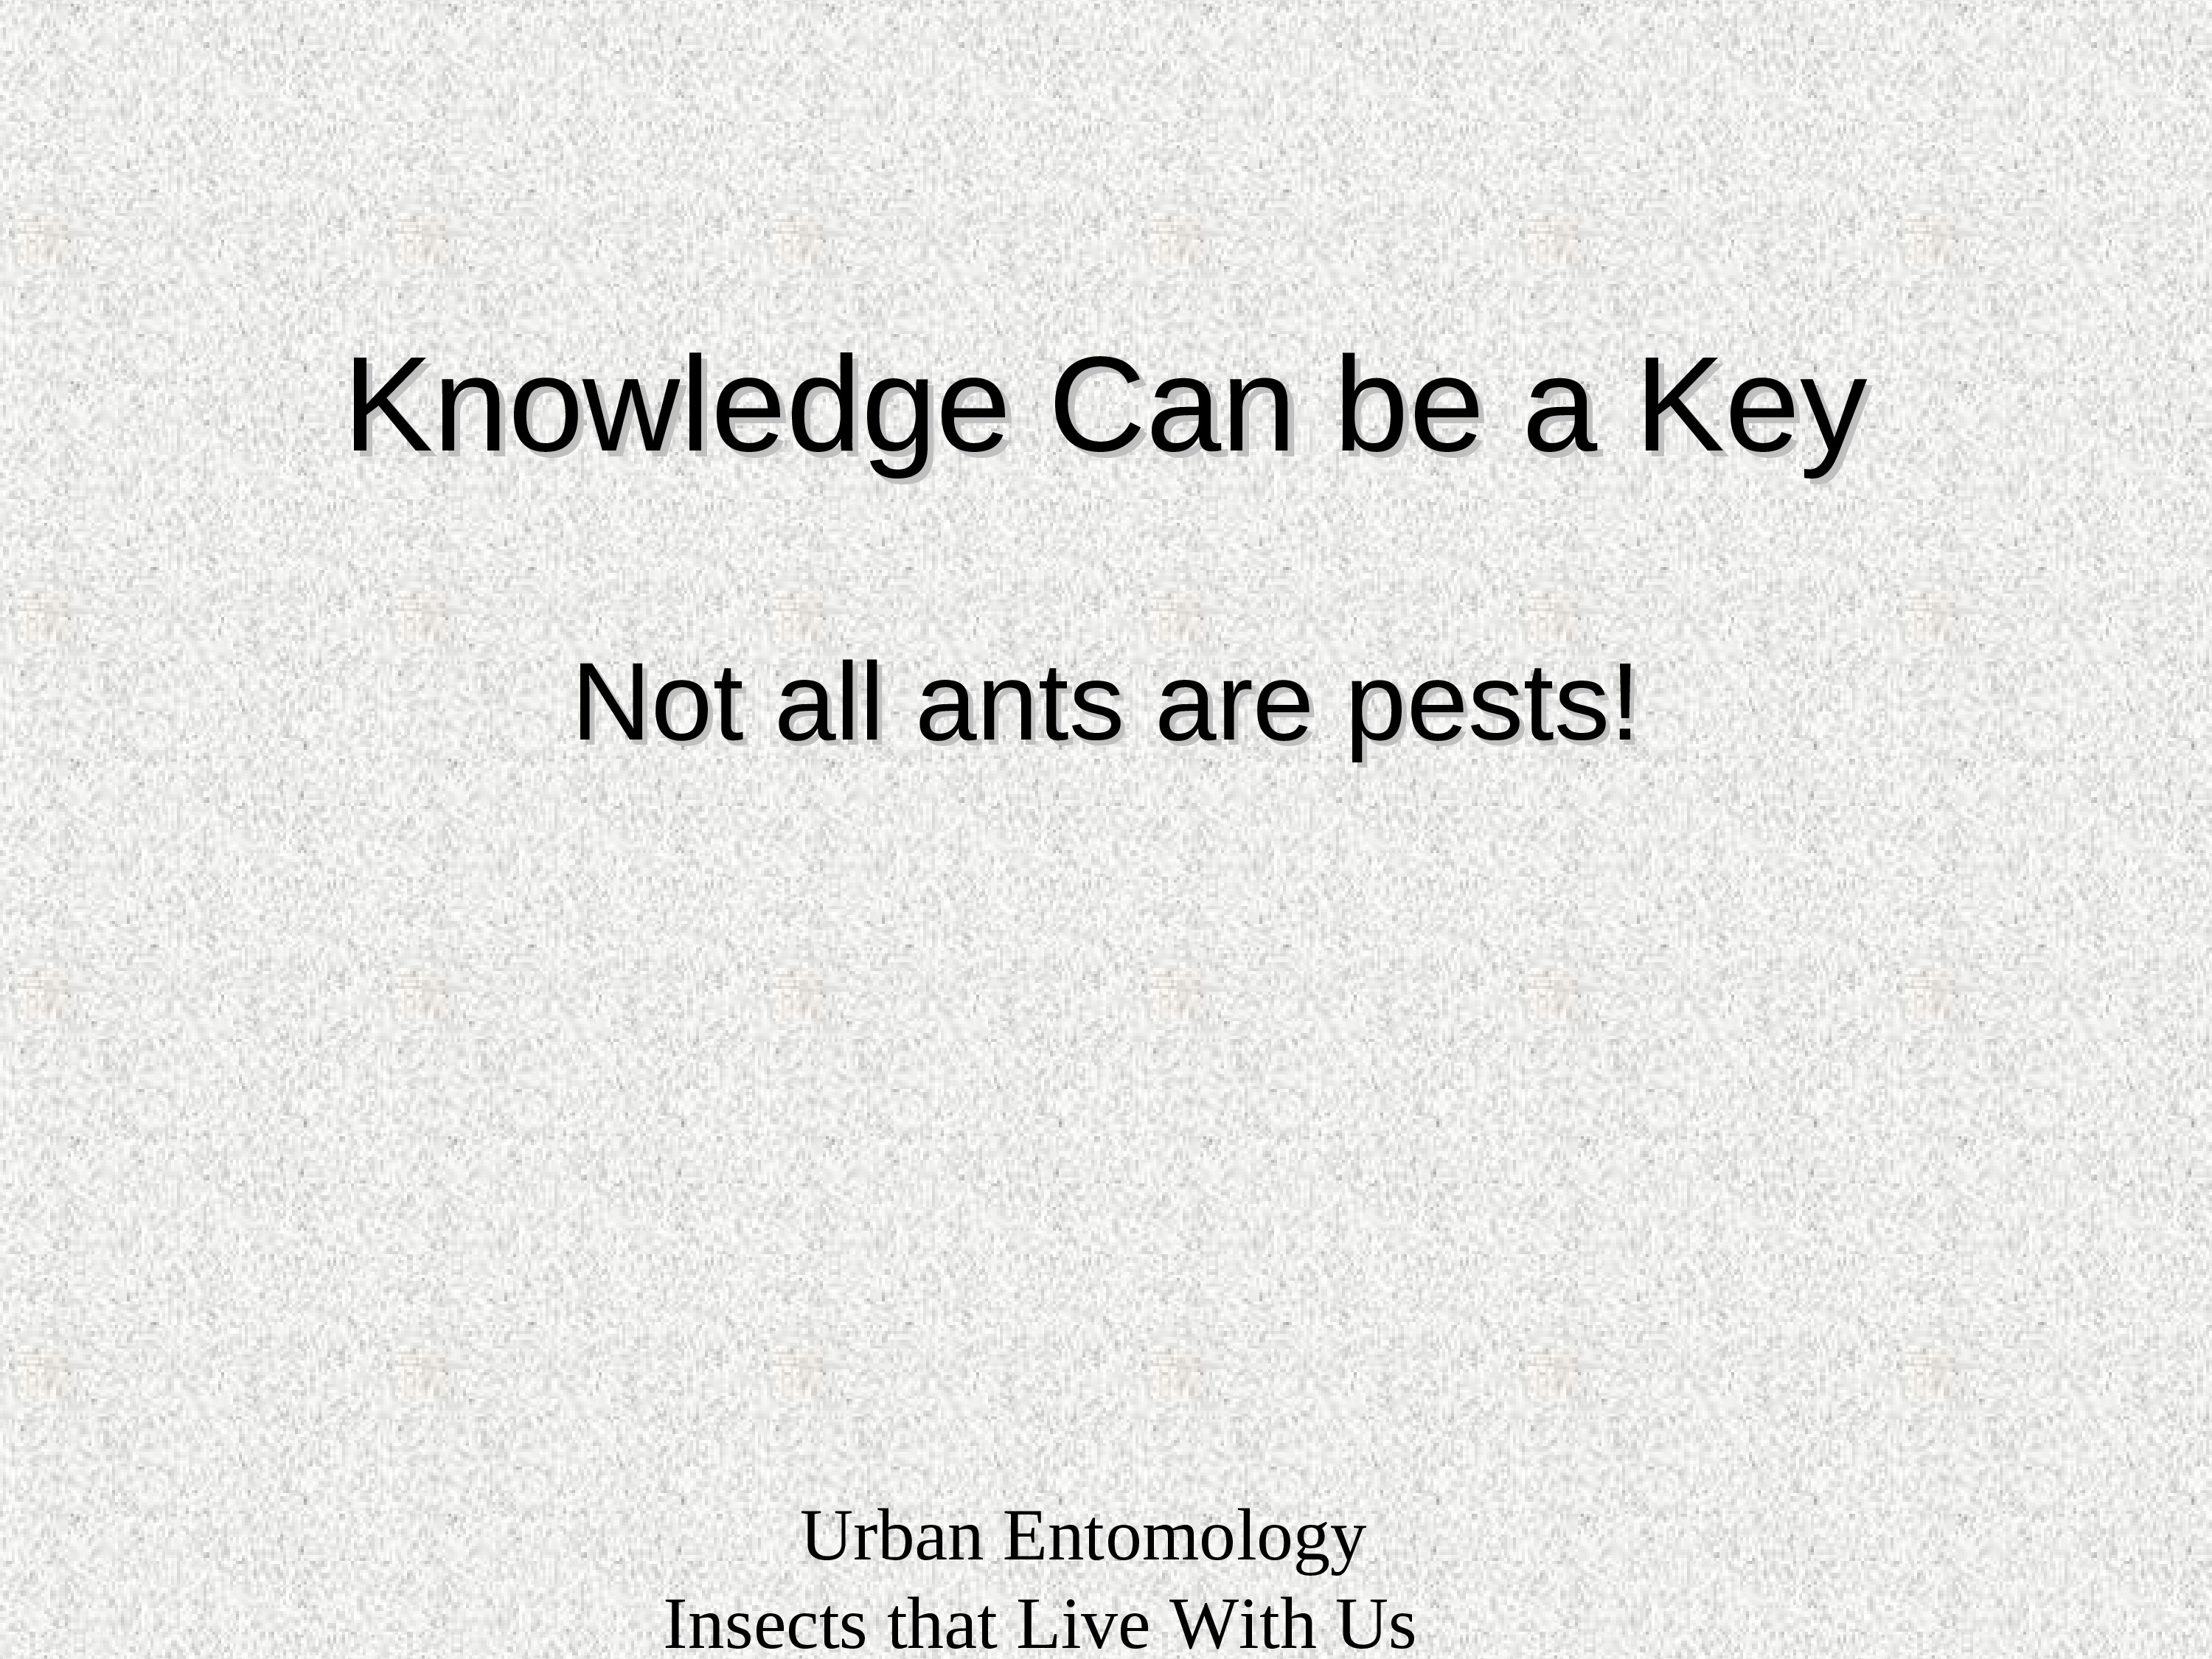 Knowledge Can be a Key
Not all ants are pests!
Urban Entomology
Insects that Live With Us